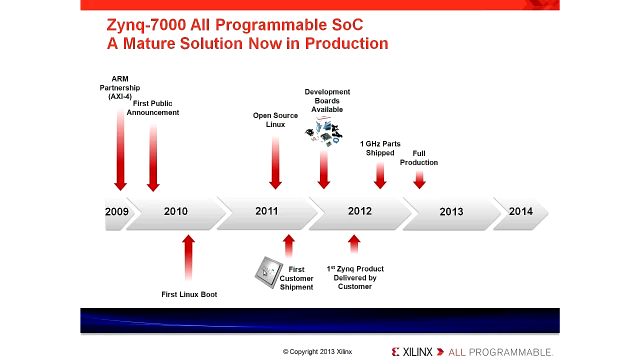 Zynq-7000 All Programmable SoC
A Mature Solution Now in Production
ARM
Partnership
(AXI-4)
First Public
Announcement
Open Source
Linux
Development
Boards
Available
1 GHz Parts
Shipped
Full
Production
2009
2010
2011
2012
2013
2014
First Linux Boot
First
Customer
Shipment
1st Zynq Product
Delivered by
Customer
© Copyright 2013 Xilinx
XILINX ALL PROGRAMMABLE.